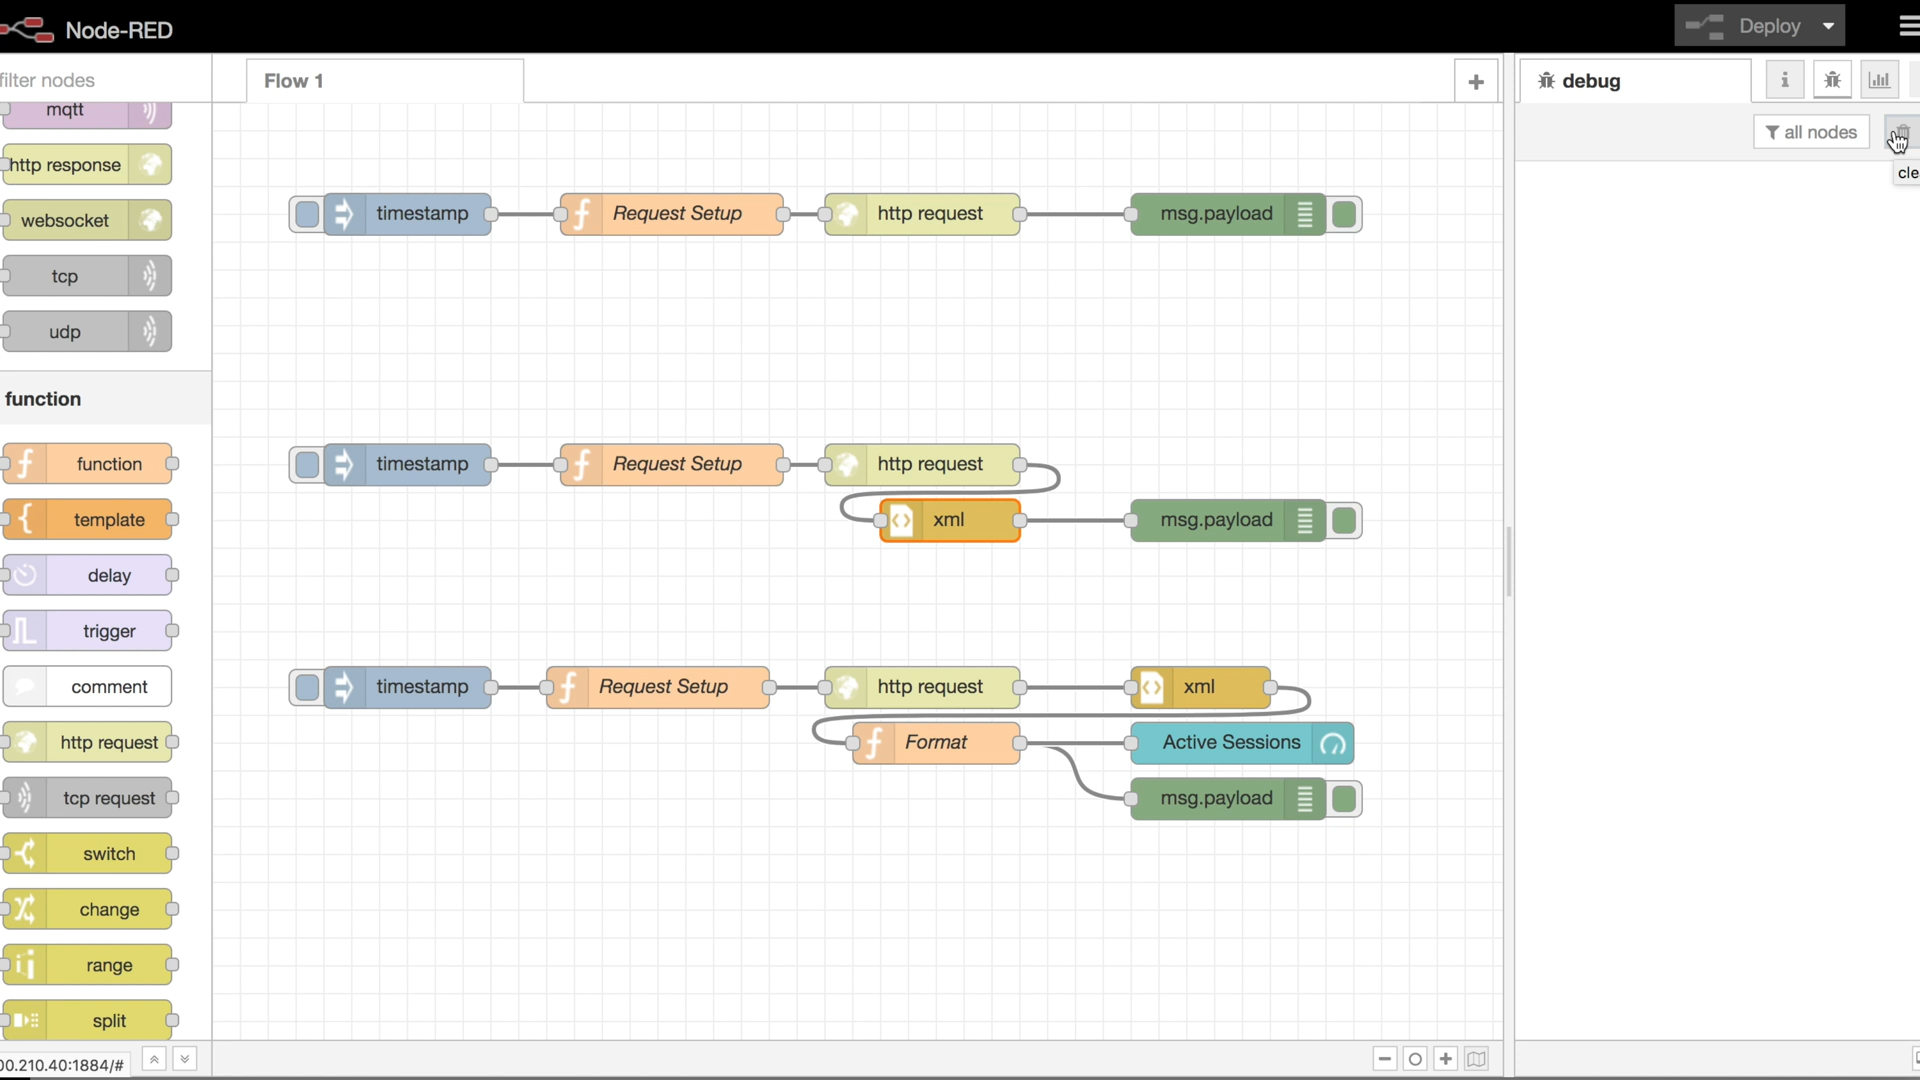 Node-RED
Deploy
filter nodes
Flow 1
+
debug
i
mqtt
all nodes
http response
cle
websocket
timestamp
Request Setup
http request
msg.payload
tcp
udp
function
function
timestamp
Request Setup
http request
template
xml
msg.payload
delay
trigger
comment
timestamp
Request Setup
http request
xml
http request
Format
Active Sessions
tcp request
msg.payload
switch
change
range
split
00.210.40:1884/#